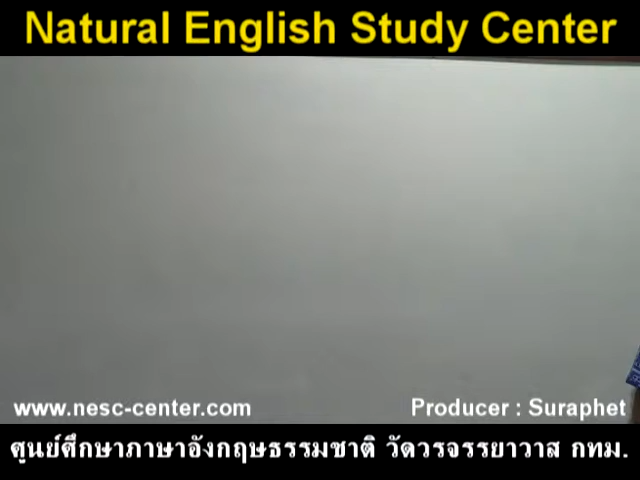 Natural English Study Center
www.nesc-center.com
Producer : Suraphet
ศูนย์ศึกษาภาษาอังกฤษธรรมชาติ วัดวรจรรยาวาส กทม.